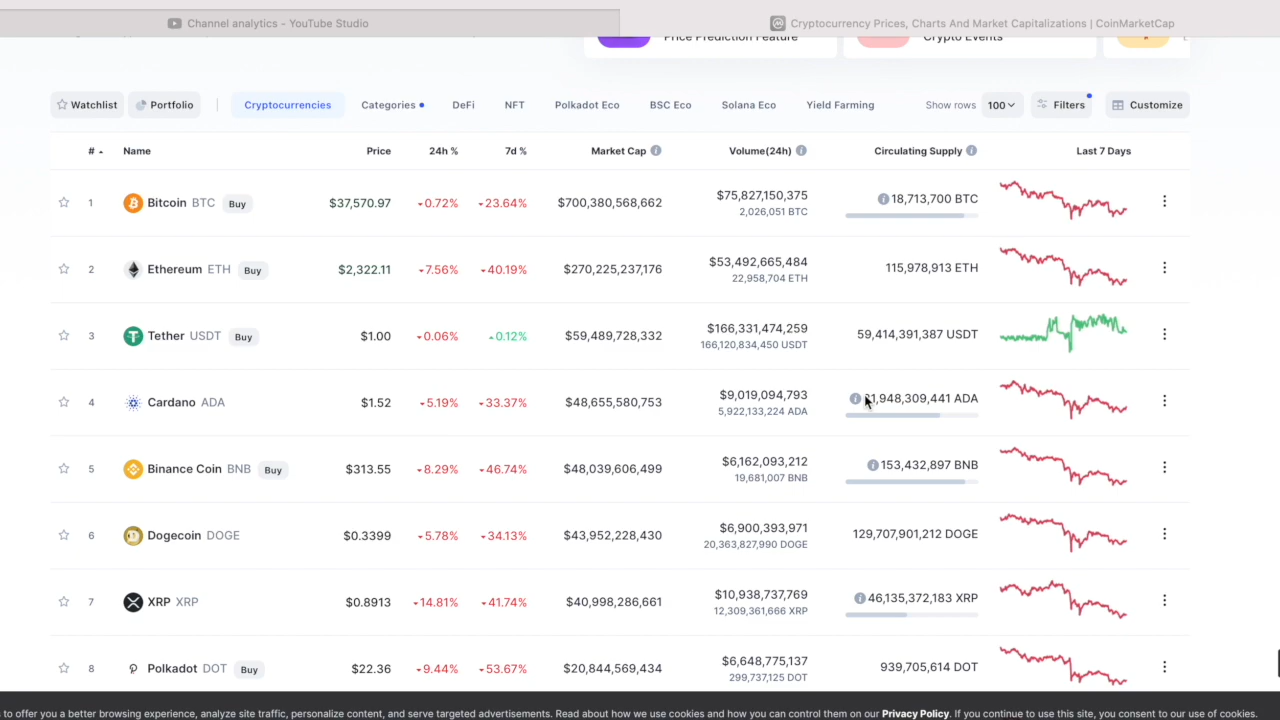 Channel analytics - YouTube Studio
Cryptocurrency Prices, Charts And Market Capitalizations | CoinMarketCap
Price Prediction Feature
Crypto Events
Watchlist Portfolio Cryptocurrencies Categories DeFi NFT Polkadot Eco BSC Eco Solana Eco Yield Farming Show rows 100 Filters Customize
# Name Price 24h % 7d % Market Cap Volume(24h) Circulating Supply Last 7 Days
1 Bitcoin BTC Buy $37,570.97 0.72% 23.64% $700,380,568,662 $75,827,150,375 18,713,700 BTC
2,026,051 BTC
2 Ethereum ETH Buy $2,322.11 7.56% 40.19% $270,225,237,176 $53,492,665,484 115,978,913 ETH
22,958,704 ETH
3 Tether USDT Buy $1.00 0.06% 0.12% $59,489,728,332 $166,331,474,259 59,414,391,387 USDT
166,120,834,450 USDT
4 Cardano ADA $1.52 5.19% 33.37% $48,655,580,753 $9,019,094,793 1,948,309,441 ADA
5,922,133,224 ADA
5 Binance Coin BNB Buy $313.55 8.29% 46.74% $48,039,606,499 $6,162,093,212 153,432,897 BNB
19,681,007 BNB
6 Dogecoin DOGE $0.3399 5.78% 34.13% $43,952,228,430 $6,900,393,971 129,707,901,212 DOGE
20,363,827,990 DOGE
7 XRP XRP $0.8913 14.81% 41.74% $40,998,286,661 $10,938,737,769 46,135,372,183 XRP
12,309,361,666 XRP
8 Polkadot DOT Buy $22.36 9.44% 53.67% $20,844,569,434 $6,648,775,137 939,705,614 DOT
299,737,125 DOT
to offer you a better browsing experience, analyze site traffic, personalize content, and serve targeted advertisements. Read about how we use cookies and how you can control them on our Privacy Policy. If you continue to use this site, you consent to our use of cookies.